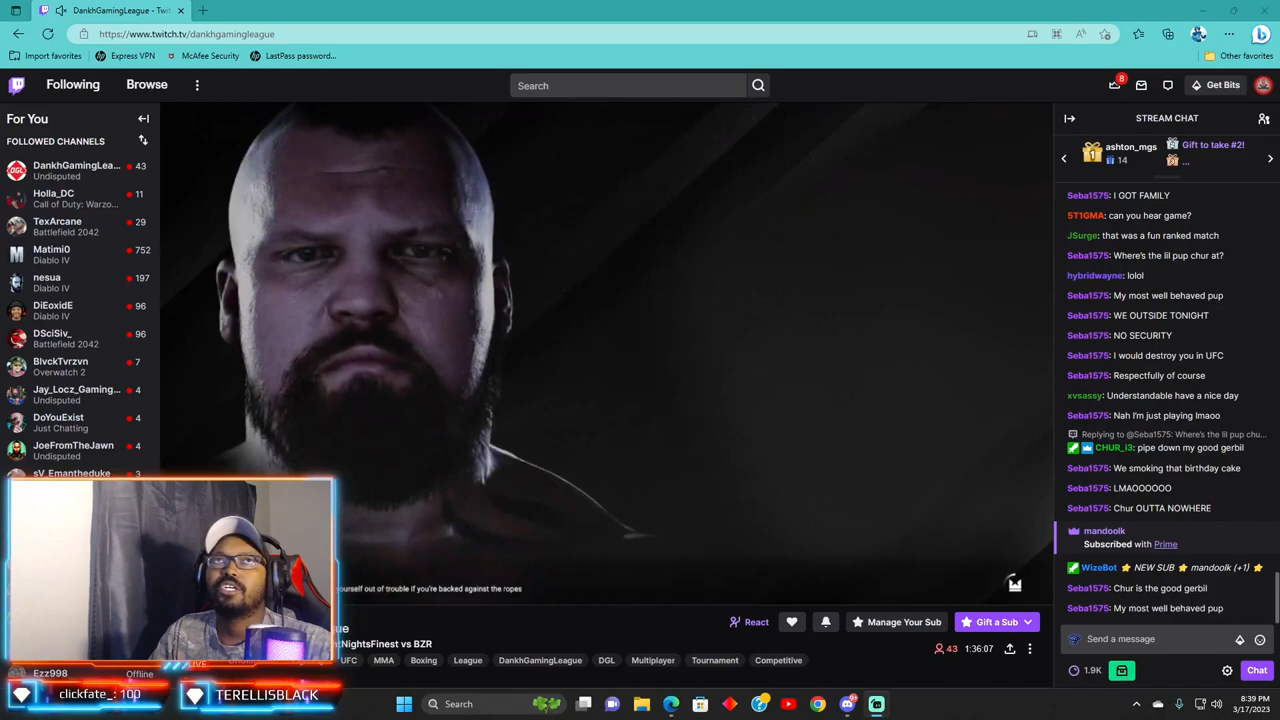 DankhGamingLeague - Twit
https://www.twitch.tv/dankhgamingleague
Import favorites
Express VPN
McAfee Security
LastPass password...
Other favorites
Following
Browse
Search
8
Get Bits
For You
FOLLOWED CHANNELS
DankhGamingLea...
43
Undisputed
Holla_DC
11
Call of Duty: Warzo...
TexArcane
29
Battlefield 2042
Matimi0
752
Diablo IV
nesua
197
Diablo IV
DiEoxidE
96
Diablo IV
DSciSiv_
96
Battlefield 2042
BlvckTvrzvn
7
Overwatch 2
Jay_Locz_Gaming...
4
Undisputed
DoYouExist
4
Just Chatting
JoeFromTheJawn
4
Undisputed
sV_Emantheduke
3
LIVE
Ezz998
Offline
clickfate_: 100
TERELLISBLACK
yourself out of trouble if you're backed against the ropes
React
Manage Your Sub
Gift a Sub
gue
:NightsFinest vs BZR
UFC
MMA
Boxing
League
DankhGamingLeague
DGL
Multiplayer
Tournament
Competitive
43
1:36:07
STREAM CHAT
1
ashton_mgs
14
Gift to take #2!
...
Seba1575: I GOT FAMILY
5T1GMA: can you hear game?
JSurge: that was a fun ranked match
Seba1575: Where's the lil pup chur at?
hybridwayne: lolol
Seba1575: My most well behaved pup
Seba1575: WE OUTSIDE TONIGHT
Seba1575: NO SECURITY
Seba1575: I would destroy you in UFC
Seba1575: Respectfully of course
xvsassy: Understandable have a nice day
Seba1575: Nah I'm just playing lmaoo
Replying to @Seba1575: Where's the lil pup chu...
CHUR_i3: pipe down my good gerbil
Seba1575: We smoking that birthday cake
Seba1575: LMAOOOOOO
Seba1575: Chur OUTTA NOWHERE
mandoolk
Subscribed with Prime
WizeBot NEW SUB mandoolk (+1)
Seba1575: Chur is the good gerbil
Seba1575: My most well behaved pup
Send a message
1.9K
Chat
Search
8:39 PM
3/17/2023